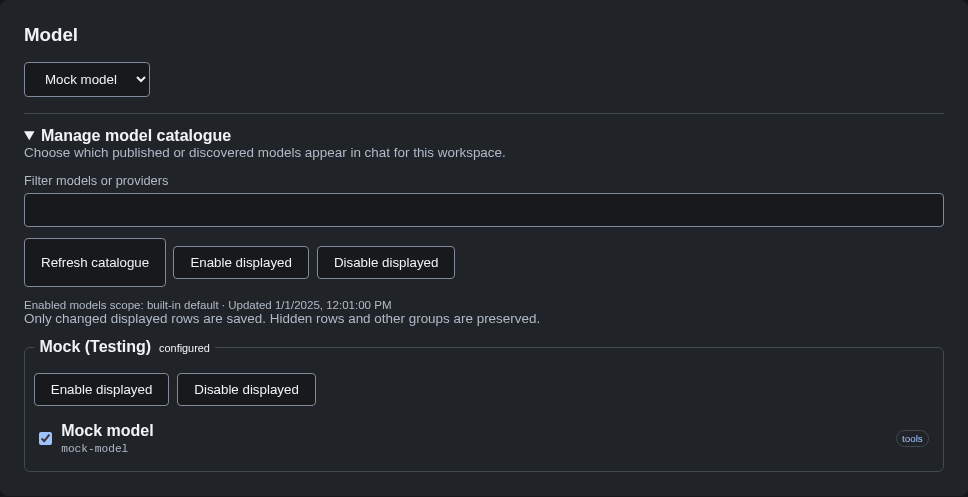 Model
Mock model
Manage model catalogue
Choose which published or discovered models appear in chat for this workspace.
Filter models or providers
Refresh catalogue Enable displayed Disable displayed
Enabled models scope: built-in default · Updated 1/1/2025, 12:01:00 PM
Only changed displayed rows are saved. Hidden rows and other groups are preserved.
Mock (Testing) configured
Enable displayed Disable displayed
Mock model
mock-model
tools